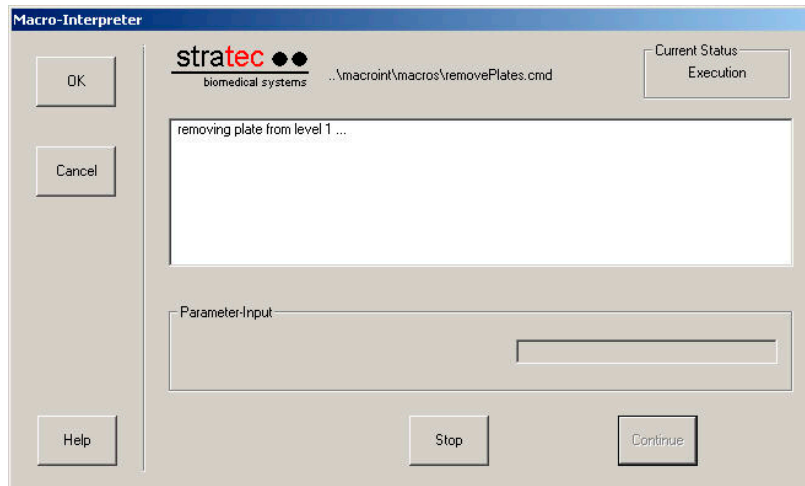 Macro-Interpreter
OK
Cancel
Help
stratec
biomedical systems
..\macroint\macros\removePlates.cmd
Current Status
Execution
removing plate from level 1 ...
Parameter-Input
Stop
Continue